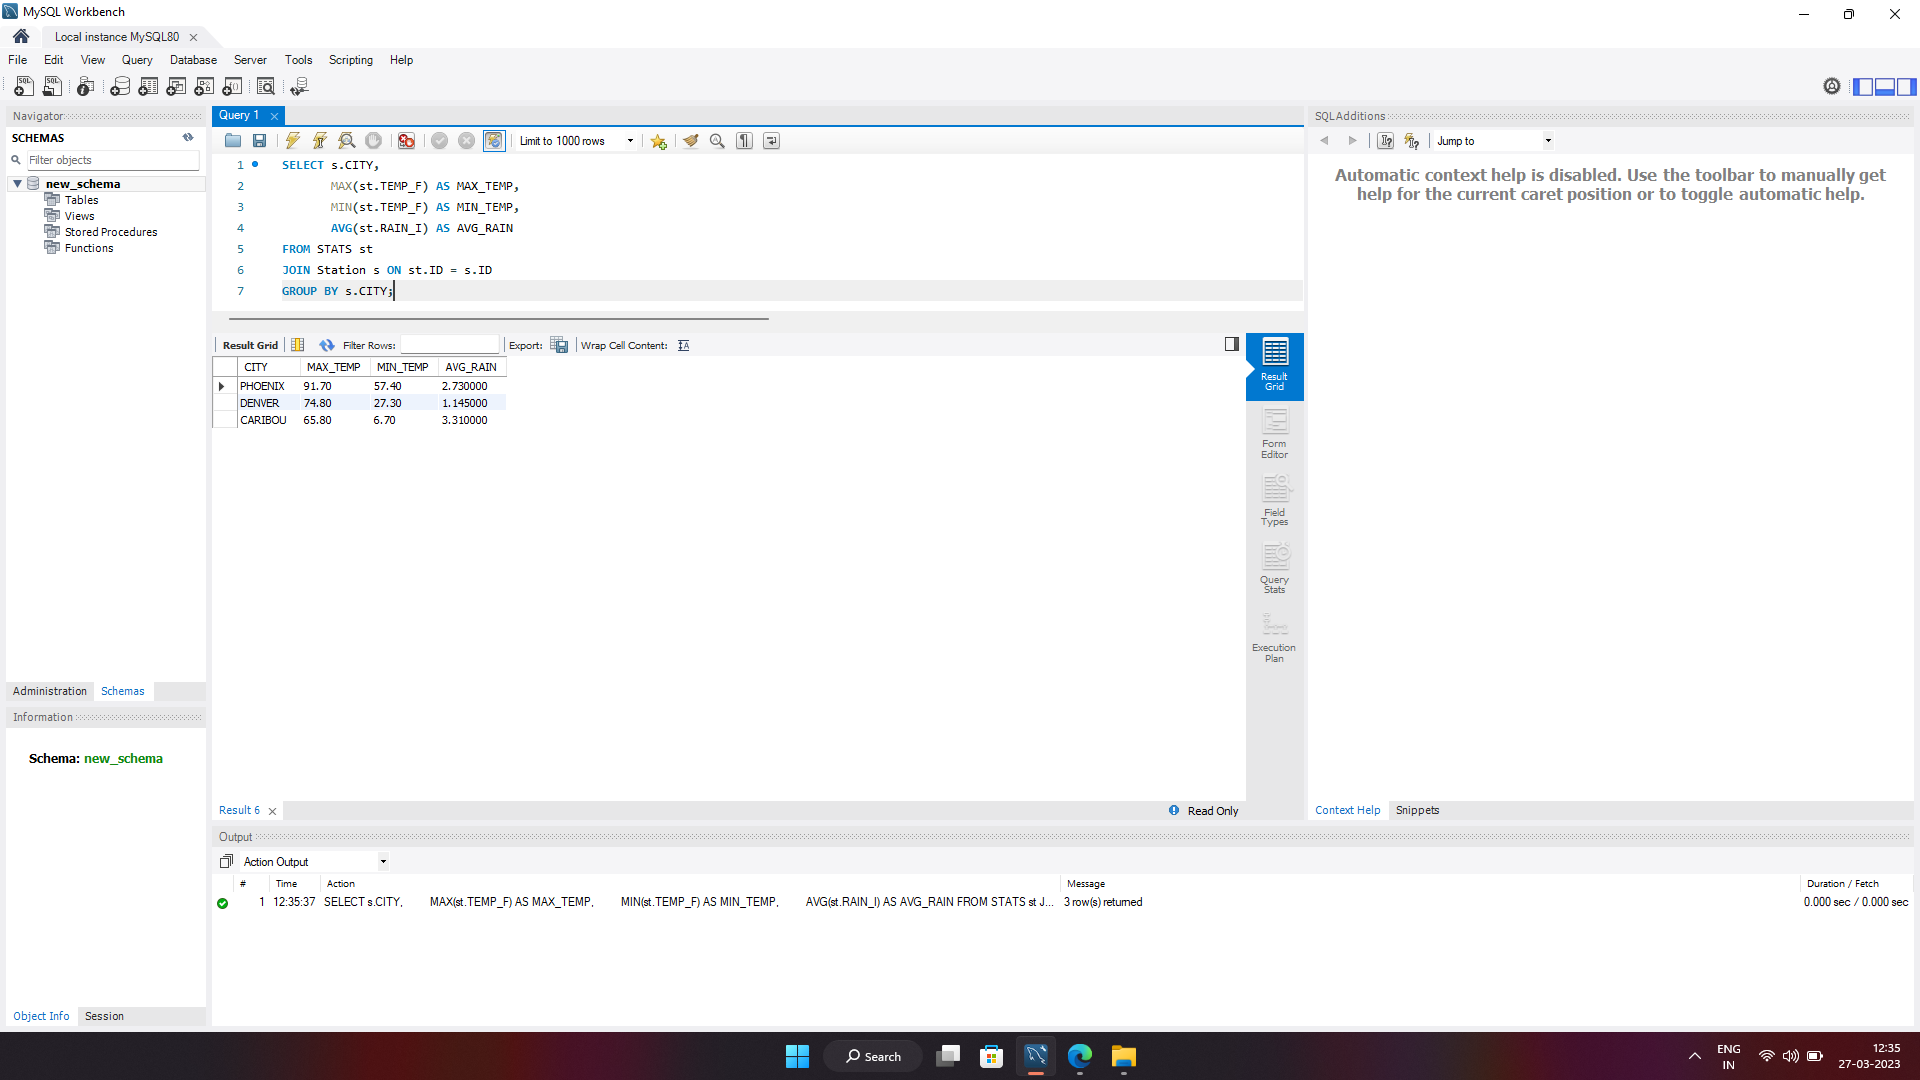 MySQL Workbench
Local instance MySQL80
File Edit View Query Database Server Tools Scripting Help
Navigator
SCHEMAS
Filter objects
new_schema
Tables
Views
Stored Procedures
Functions
Administration Schemas
Information
Schema: new_schema
Object Info Session
Query 1
Limit to 1000 rows
1 SELECT s.CITY,
2 MAX(st.TEMP_F) AS MAX_TEMP,
3 MIN(st.TEMP_F) AS MIN_TEMP,
4 AVG(st.RAIN_I) AS AVG_RAIN
5 FROM STATS st
6 JOIN Station s ON st.ID = s.ID
7 GROUP BY s.CITY;
Result Grid Filter Rows: Export: Wrap Cell Content:
CITY MAX_TEMP MIN_TEMP AVG_RAIN
PHOENIX 91.70 57.40 2.730000
DENVER 74.80 27.30 1.145000
CARIBOU 65.80 6.70 3.310000
Result
Grid
Form
Editor
Field
Types
Query
Stats
Execution
Plan
Result 6
Read Only
SQLAdditions
Jump to
Automatic context help is disabled. Use the toolbar to manually get
help for the current caret position or to toggle automatic help.
Context Help Snippets
Output
Action Output
# Time Action Message Duration / Fetch
1 12:35:37 SELECT s.CITY, MAX(st.TEMP_F) AS MAX_TEMP, MIN(st.TEMP_F) AS MIN_TEMP, AVG(st.RAIN_I) AS AVG_RAIN FROM STATS st J... 3 row(s) returned 0.000 sec / 0.000 sec
Search
ENG
IN
12:35
27-03-2023